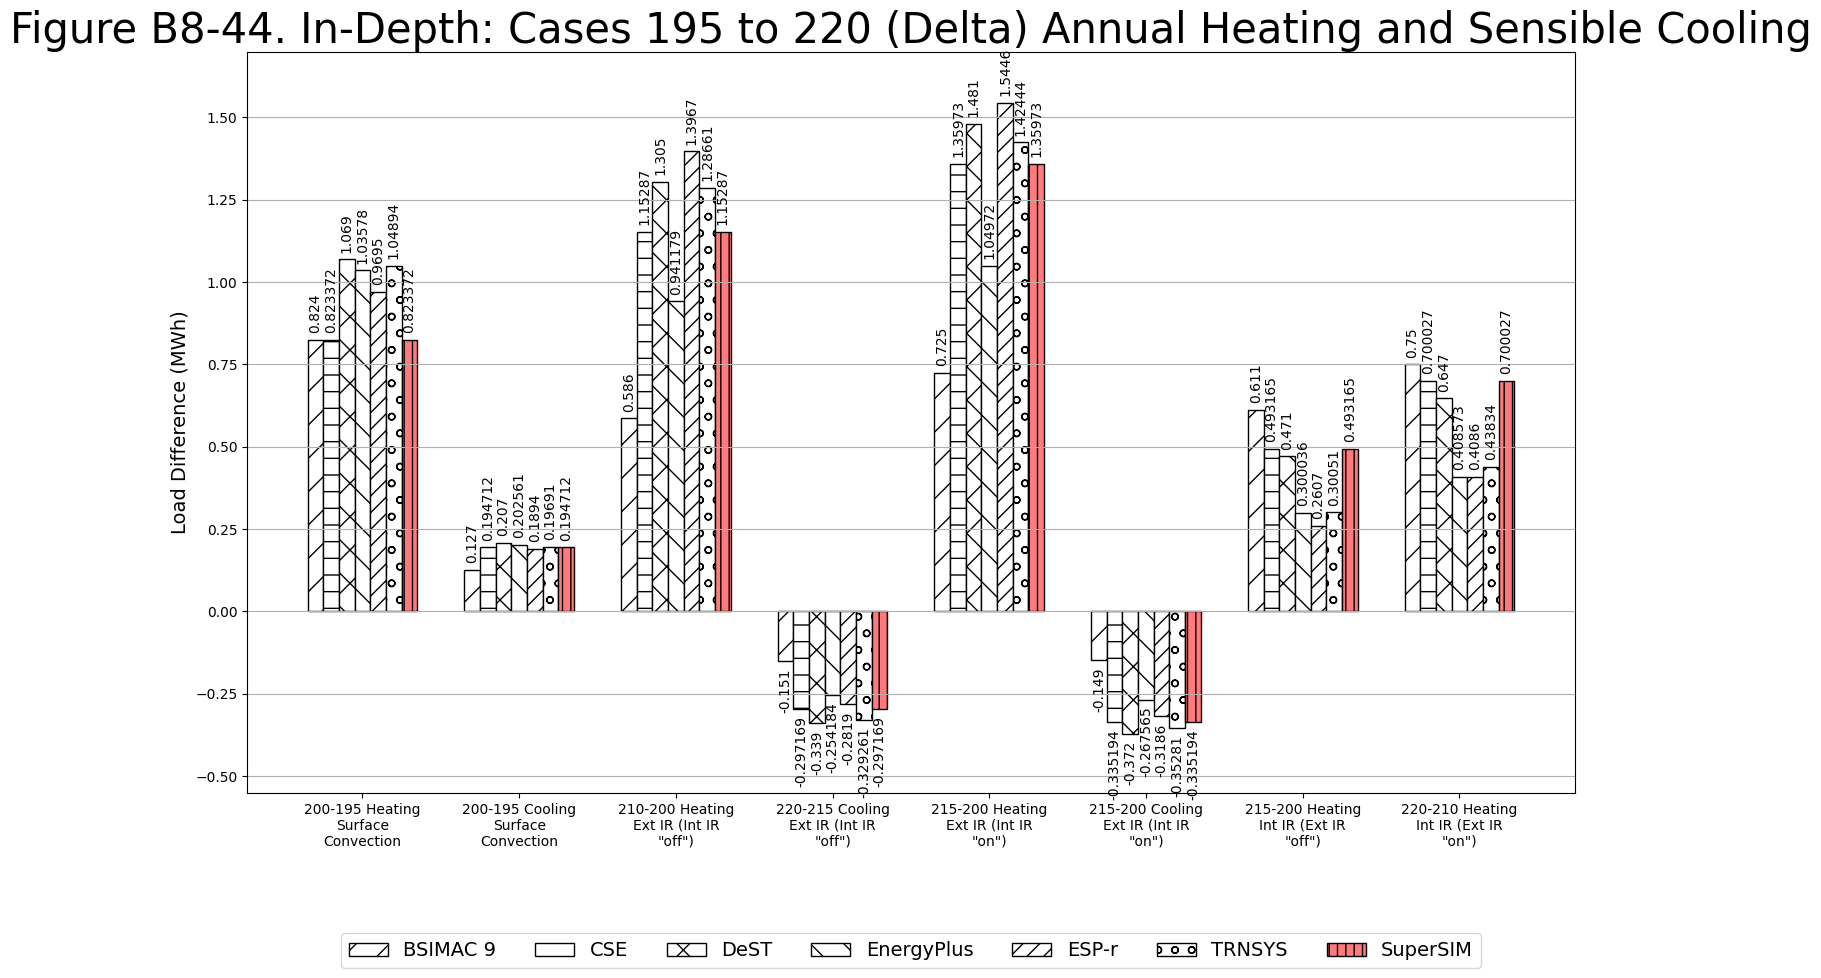 Figure B8-44. In-Depth: Cases 195 to 220 (Delta) Annual Heating and Sensible Cooling
Load Difference (MWh)
1.50
1.25
1.00
0.75
0.50
0.25
0.00
−0.25
−0.50
0.824
0.823372
1.069
1.03578
0.9695
1.04894
0.823372
0.127
0.194712
0.207
0.202561
0.1894
0.19691
0.194712
0.586
1.15287
1.305
0.941179
1.3967
1.28661
1.15287
-0.151
-0.297169
-0.339
-0.254184
-0.2819
-0.329261
-0.297169
0.725
1.35973
1.481
1.04972
1.5446
1.42444
1.35973
-0.149
-0.335194
-0.372
-0.267565
-0.3186
-0.35281
-0.335194
0.611
0.493165
0.471
0.300036
0.2607
0.30051
0.493165
0.75
0.700027
0.647
0.408573
0.4086
0.43834
0.700027
200-195 Heating
Surface
Convection
200-195 Cooling
Surface
Convection
210-200 Heating
Ext IR (Int IR
"off")
220-215 Cooling
Ext IR (Int IR
"off")
215-200 Heating
Ext IR (Int IR
"on")
215-200 Cooling
Ext IR (Int IR
"on")
215-200 Heating
Int IR (Ext IR
"off")
220-210 Heating
Int IR (Ext IR
"on")
BSIMAC 9 CSE DeST EnergyPlus ESP-r TRNSYS SuperSIM